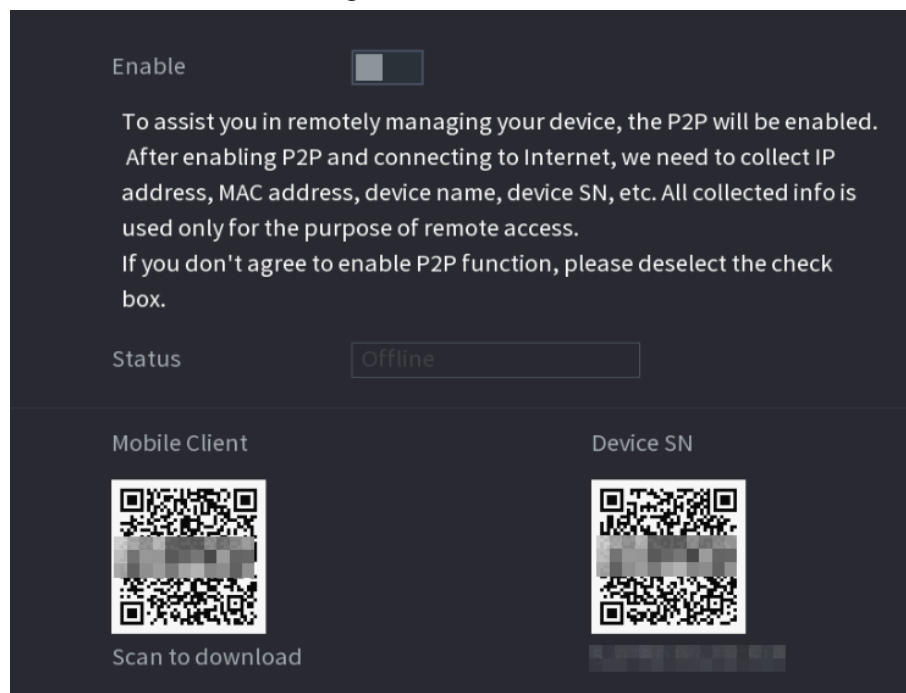 Enable
To assist you in remotely managing your device, the P2P will be enabled.
After enabling P2P and connecting to Internet, we need to collect IP
address, MAC address, device name, device SN, etc. All collected info is
used only for the purpose of remote access.
If you don't agree to enable P2P function, please deselect the check
box.
Status
Offline
Mobile Client
Device SN
Scan to download